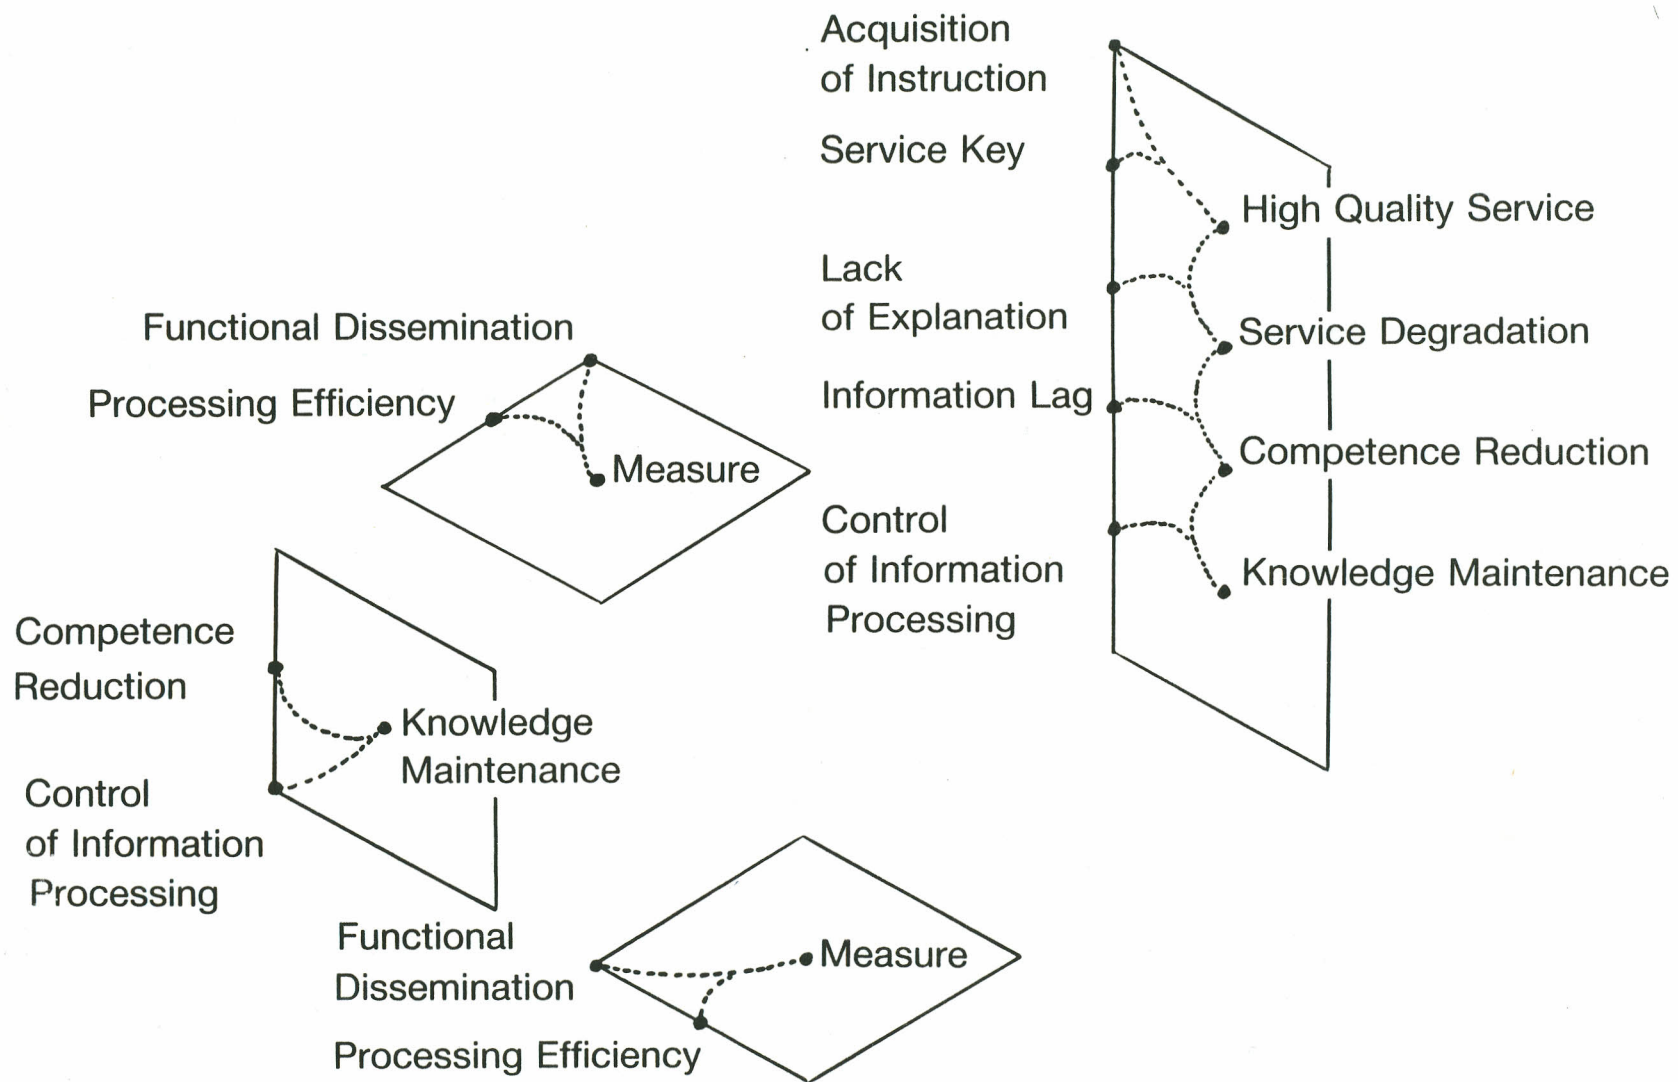 Acquisition
of Instruction
Service Key
High Quality Service
Lack
of Explanation
Service Degradation
Information Lag
Competence Reduction
Control
of Information
Processing
Knowledge Maintenance
Functional Dissemination
Processing Efficiency
Measure
Competence
Reduction
Knowledge
Maintenance
Control
of Information
Processing
Functional
Dissemination
Measure
Processing Efficiency